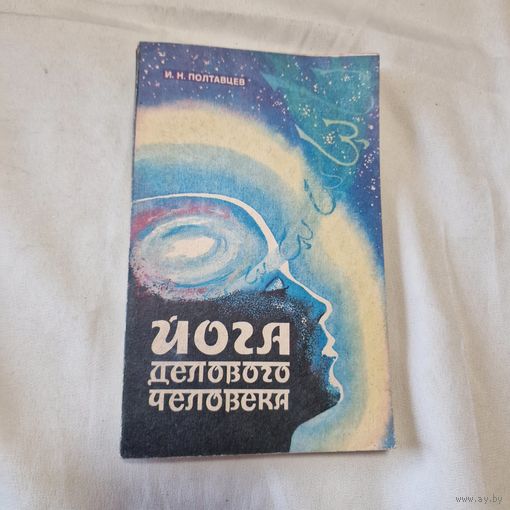 И. Н. ПОЛТАВЦЕВ
ЙОГА
ДЕЛОВОГО
ЧЕЛОВЕКА
www.ay.by